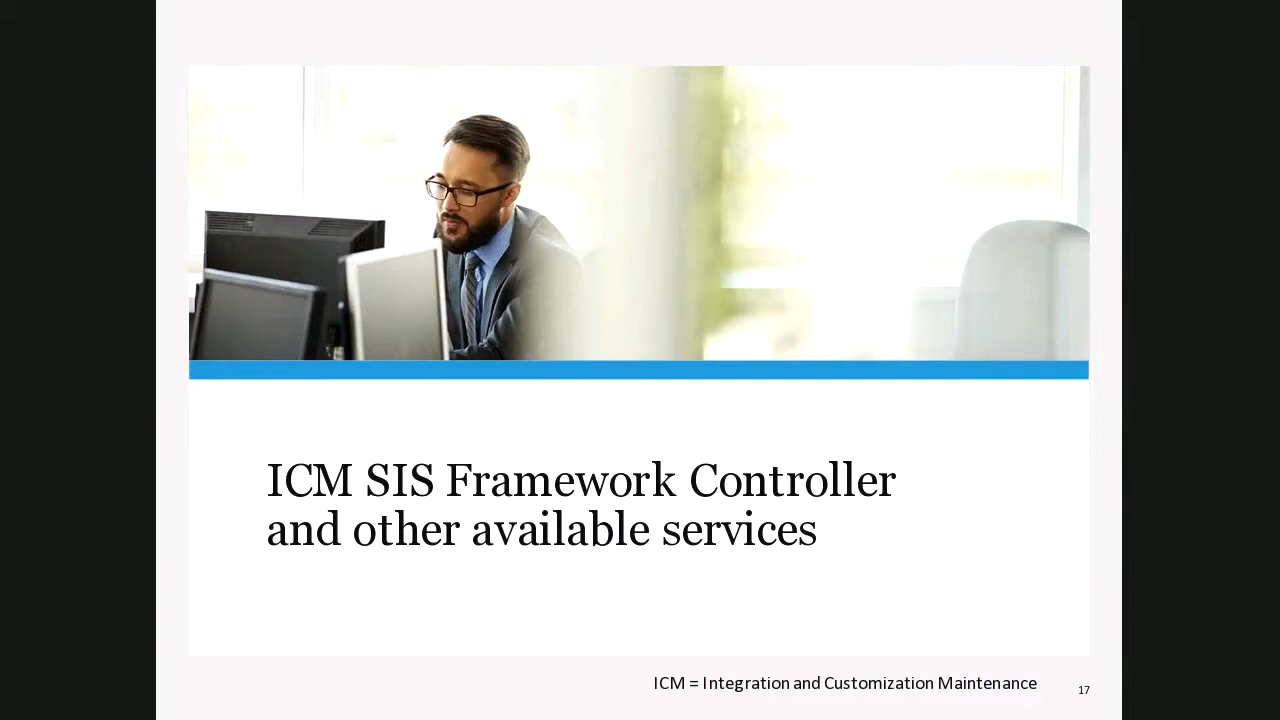 ICM SIS Framework Controller
and other available services
ICM = Integration and Customization Maintenance
17